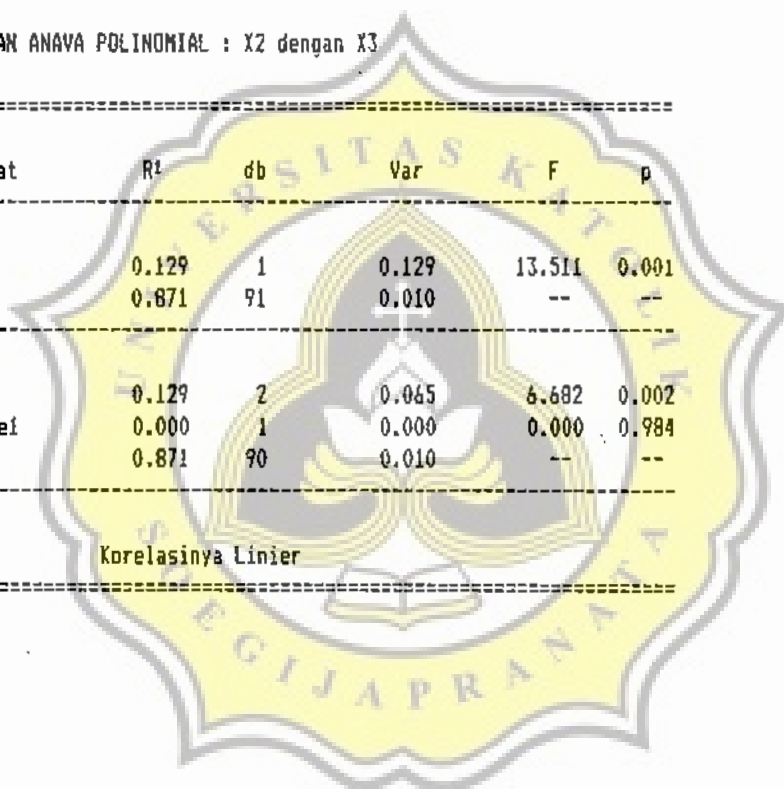 AN ANAVA POLINOMIAL : X2 dengan X3
at R² db Var F p
0.129 1 0.129 13.511 0.001
0.871 91 0.010 -- --
0.129 2 0.065 6.682 0.002
ei 0.000 1 0.000 0.000 0.984
0.871 90 0.010 -- --
Korelasinya Linier
UNIVERSITAS KATOLIK
SOEGIJAPRANATA